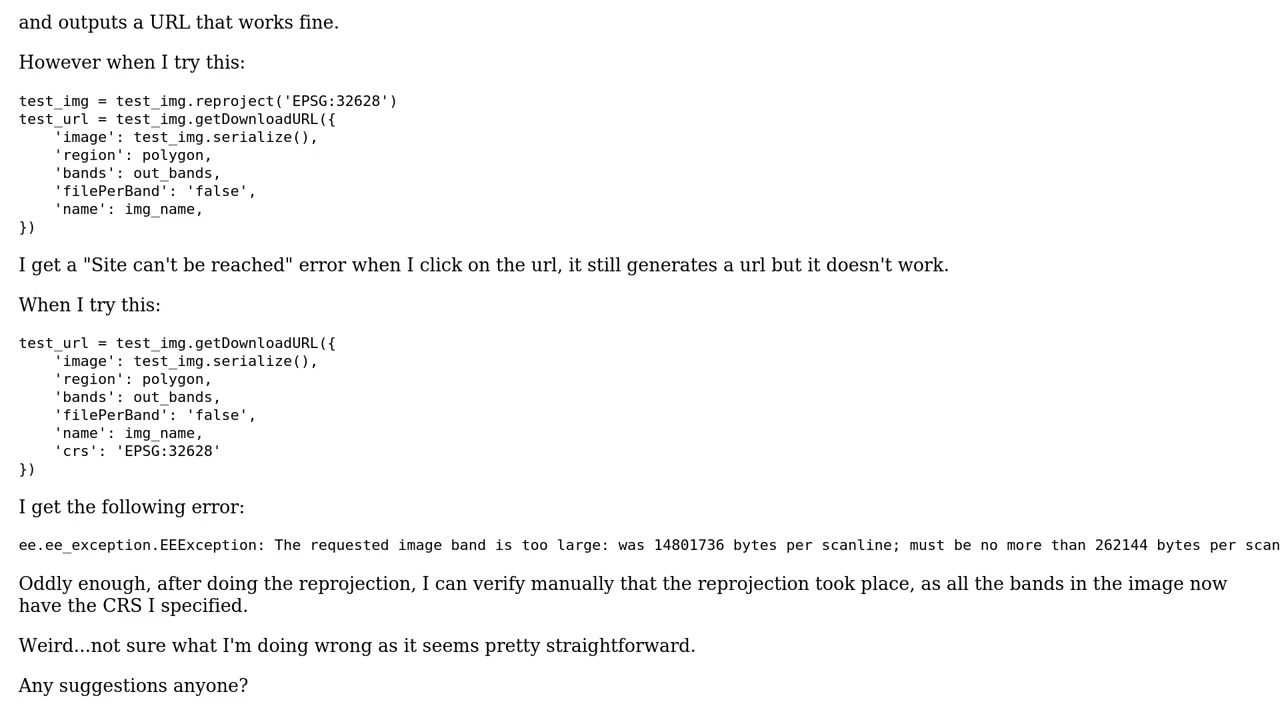 and outputs a URL that works fine.
However when I try this:
test_img = test_img.reproject('EPSG:32628')
test_url = test_img.getDownloadURL({
    'image': test_img.serialize(),
    'region': polygon,
    'bands': out_bands,
    'filePerBand': 'false',
    'name': img_name,
})
I get a "Site can't be reached" error when I click on the url, it still generates a url but it doesn't work.
When I try this:
test_url = test_img.getDownloadURL({
    'image': test_img.serialize(),
    'region': polygon,
    'bands': out_bands,
    'filePerBand': 'false',
    'name': img_name,
    'crs': 'EPSG:32628'
})
I get the following error:
ee.ee_exception.EEException: The requested image band is too large: was 14801736 bytes per scanline; must be no more than 262144 bytes per scan
Oddly enough, after doing the reprojection, I can verify manually that the reprojection took place, as all the bands in the image now
have the CRS I specified.
Weird...not sure what I'm doing wrong as it seems pretty straightforward.
Any suggestions anyone?